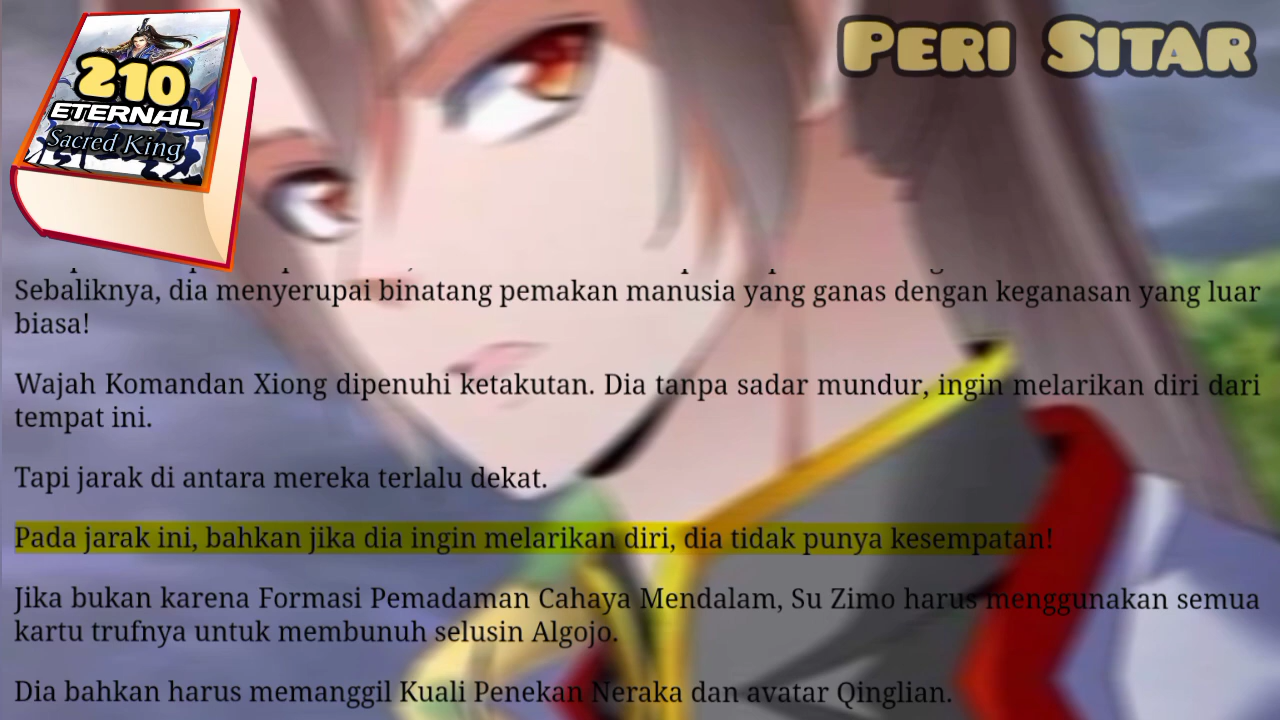 210
ETERNAL
Sacred King
PERI SITAR
Sebaliknya, dia menyerupai binatang pemakan manusia yang ganas dengan keganasan yang luar
biasa!
Wajah Komandan Xiong dipenuhi ketakutan. Dia tanpa sadar mundur, ingin melarikan diri dari
tempat ini.
Tapi jarak di antara mereka terlalu dekat.
Pada jarak ini, bahkan jika dia ingin melarikan diri, dia tidak punya kesempatan!
Jika bukan karena Formasi Pemadaman Cahaya Mendalam, Su Zimo harus menggunakan semua
kartu trufnya untuk membunuh selusin Algojo.
Dia bahkan harus memanggil Kuali Penekan Neraka dan avatar Qinglian.